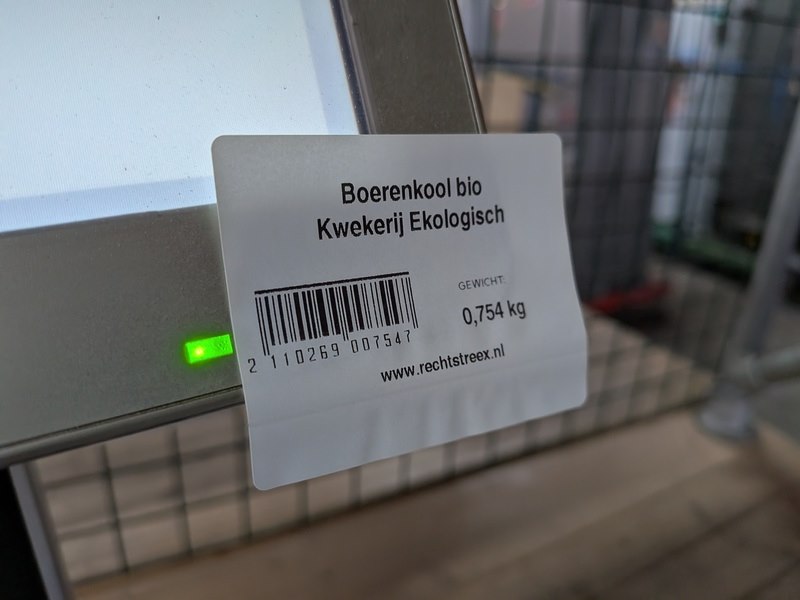 Boerenkool bio
Kwekerij Ekologisch
GEWICHT:
0,754 kg
2 110269 007547
www.rechtstreex.nl